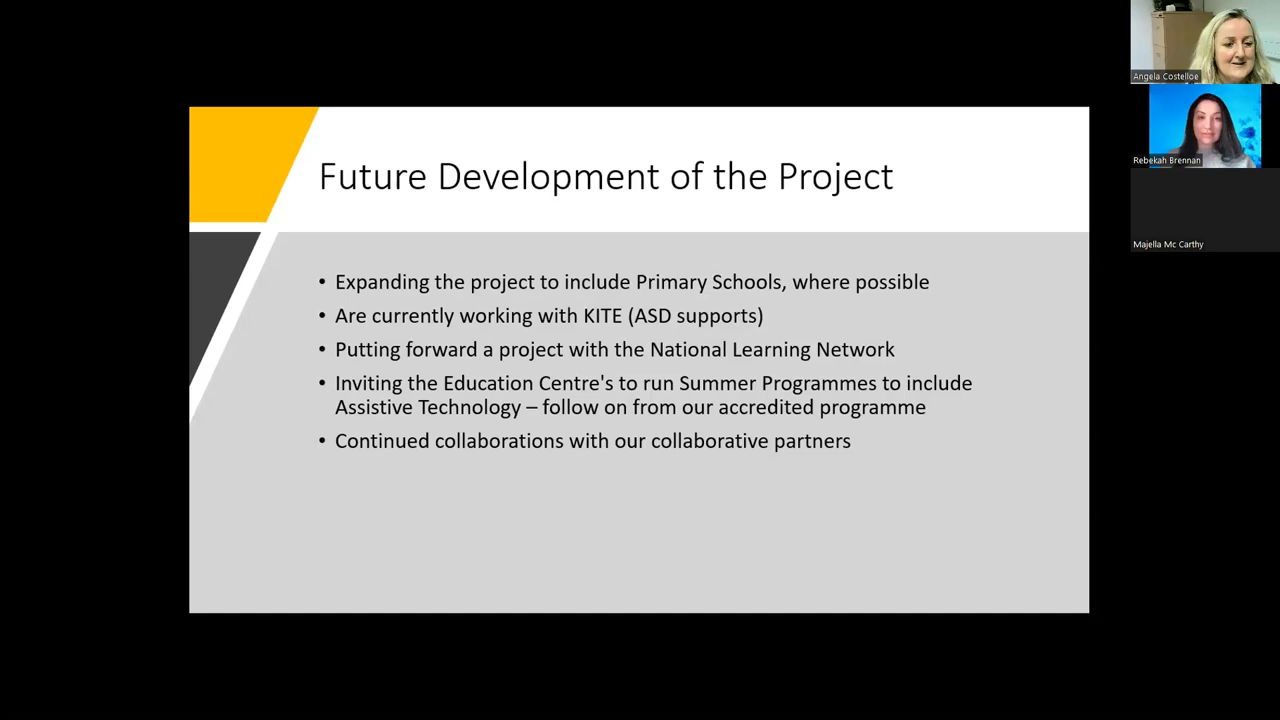 Future Development of the Project
• Expanding the project to include Primary Schools, where possible
• Are currently working with KITE (ASD supports)
• Putting forward a project with the National Learning Network
• Inviting the Education Centre's to run Summer Programmes to include
Assistive Technology – follow on from our accredited programme
• Continued collaborations with our collaborative partners
Angela Costelloe
Rebekah Brennan
Majella Mc Carthy